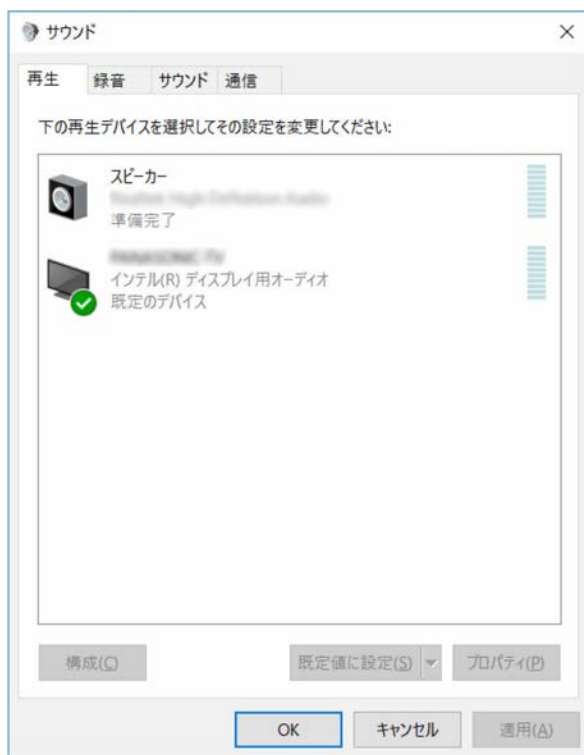 サウンド
再生 録音 サウンド 通信
下の再生デバイスを選択してその設定を変更してください:
スピーカー
準備完了
インテル(R) ディスプレイ用オーディオ
既定のデバイス
構成(C) 既定値に設定(S) プロパティ(P)
OK キャンセル 適用(A)